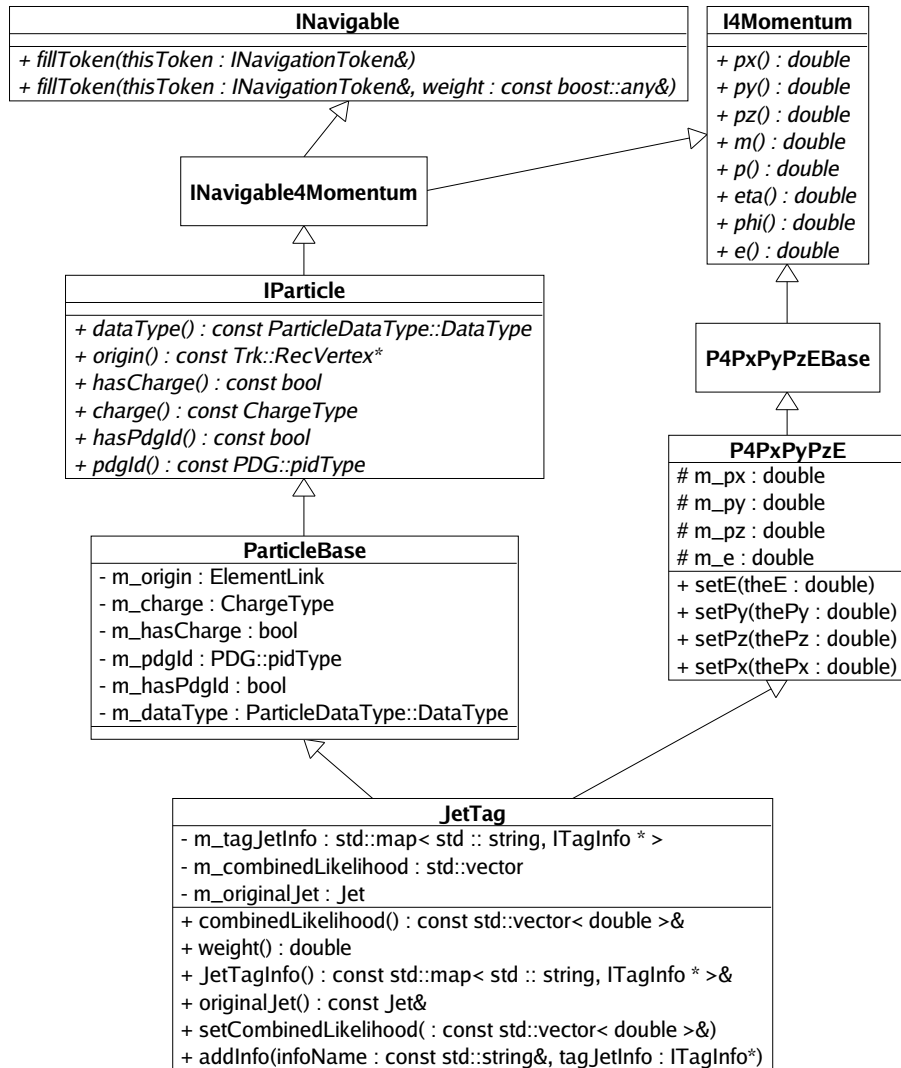 INavigable
+ fillToken(thisToken : INavigationToken&)
+ fillToken(thisToken : INavigationToken&, weight : const boost::any&)
I4Momentum
+ px() : double
+ py() : double
+ pz() : double
+ m() : double
+ p() : double
+ eta() : double
+ phi() : double
+ e() : double
INavigable4Momentum
IParticle
+ dataType() : const ParticleDataType::DataType
+ origin() : const Trk::RecVertex*
+ hasCharge() : const bool
+ charge() : const ChargeType
+ hasPdgId() : const bool
+ pdgId() : const PDG::pidType
P4PxPyPzEBase
P4PxPyPzE
# m_px : double
# m_py : double
# m_pz : double
# m_e : double
+ setE(theE : double)
+ setPy(thePy : double)
+ setPz(thePz : double)
+ setPx(thePx : double)
ParticleBase
- m_origin : ElementLink
- m_charge : ChargeType
- m_hasCharge : bool
- m_pdgId : PDG::pidType
- m_hasPdgId : bool
- m_dataType : ParticleDataType::DataType
JetTag
- m_tagJetInfo : std::map< std :: string, ITagInfo * >
- m_combinedLikelihood : std::vector
- m_originalJet : Jet
+ combinedLikelihood() : const std::vector< double >&
+ weight() : double
+ JetTagInfo() : const std::map< std :: string, ITagInfo * >&
+ originalJet() : const Jet&
+ setCombinedLikelihood( : const std::vector< double >&)
+ addInfo(infoName : const std::string&, tagJetInfo : ITagInfo*)